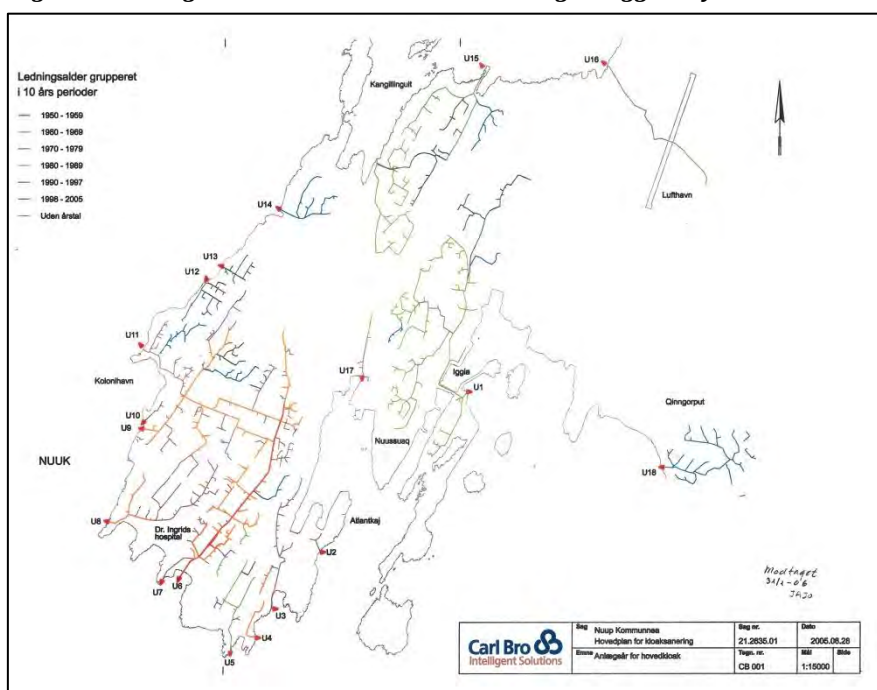 Ledningsalder grupperet
i 10 års perioder
1950 - 1959
1960 - 1969
1970 - 1979
1980 - 1989
1990 - 1997
1998 - 2005
Uden årstal
Kangillinguit
U15
U16
Lufthavn
U14
U13
U12
U11
Kolonihavn
U10
U9
NUUK
U17
Iggia
U1
Nuussuaq
Qinngorput
U18
U8
Dr. Ingrids
hospital
Atlantkaj
U2
U7
U6
U3
U4
U5
Modtaget
JAJO
Carl Bro
Intelligent Solutions
Sag
Nuup Kommunea
Hovedplan for kloaksanering
Sag nr.
21.2635.01
Dato
2005.06.28
Emne
Anlægsår for hovedkloak
Tegn. nr.
CB 001
Mål
1:15000
Side